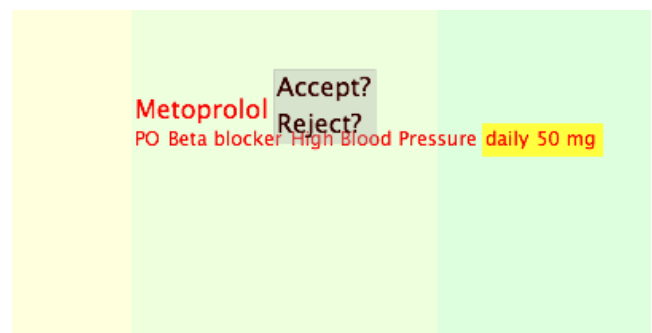 Accept?
Metoprolol
Reject?
PO Beta blocker High Blood Pressure daily 50 mg